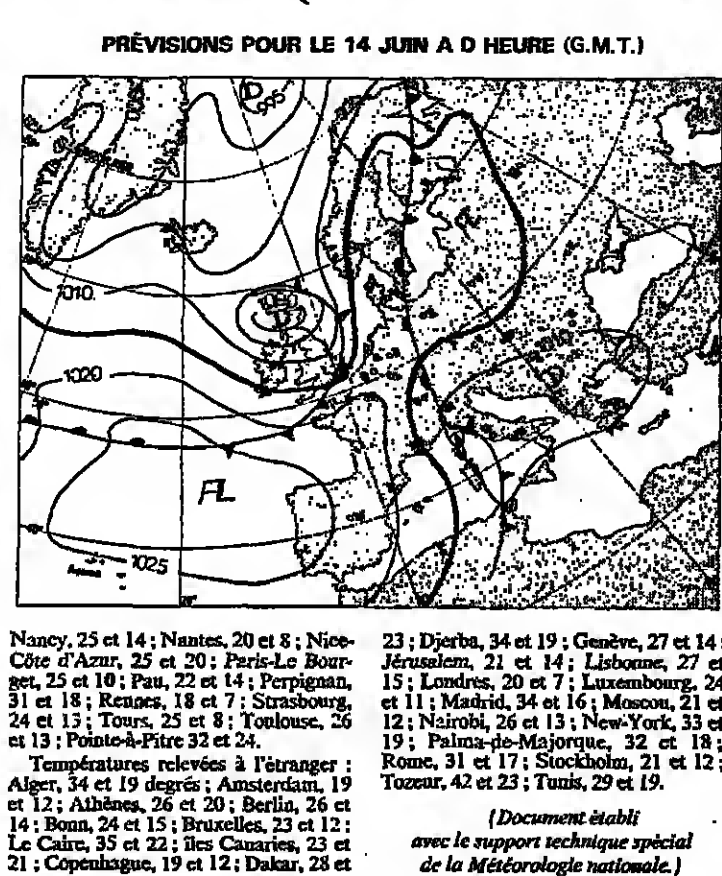 PRÉVISIONS POUR LE 14 JUIN A 0 HEURE (G.M.T.)
D
995
1010
D
1020
A
1010
D
1025
Nancy, 25 et 14 ; Nantes, 20 et 8 ; Nice-
Côte d'Azur, 25 et 20 ; Paris-Le Bour-
get, 25 et 10 ; Pau, 22 et 14 ; Perpignan,
31 et 18 ; Rennes, 18 et 7 ; Strasbourg,
24 et 13 ; Tours, 25 et 8 ; Toulouse, 26
et 13 ; Pointe-à-Pitre 32 et 24.
Températures relevées à l'étranger :
Alger, 34 et 19 degrés ; Amsterdam, 19
et 12 ; Athènes, 26 et 20 ; Berlin, 26 et
14 ; Bonn, 24 et 15 ; Bruxelles, 23 et 12 ;
Le Caire, 35 et 22 ; îles Canaries, 23 et
21 ; Copenhague, 19 et 12 ; Dakar, 28 et
23 ; Djerba, 34 et 19 ; Genève, 27 et 14 ;
Jérusalem, 21 et 14 ; Lisbonne, 27 et
15 ; Londres, 20 et 7 ; Luxembourg, 24
et 11 ; Madrid, 34 et 16 ; Moscou, 21 et
12 ; Nairobi, 26 et 13 ; New-York, 33 et
19 ; Palma-de-Majorque, 32 et 18 ;
Rome, 31 et 17 ; Stockholm, 21 et 12 ;
Tozeur, 42 et 23 ; Tunis, 29 et 19.
(Document établi
avec le support technique spécial
de la Météorologie nationale.)